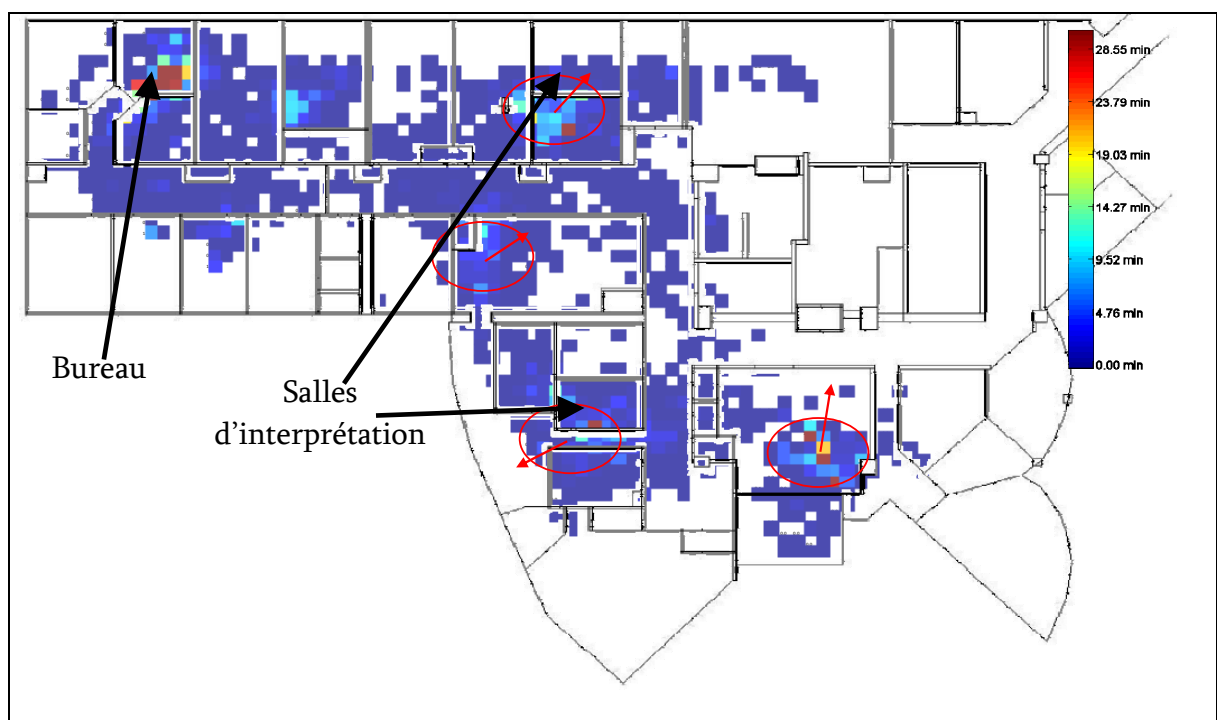 28.55 min
23.79 min
19.03 min
14.27 min
9.52 min
4.76 min
0.00 min
Bureau
Salles
d'interprétation